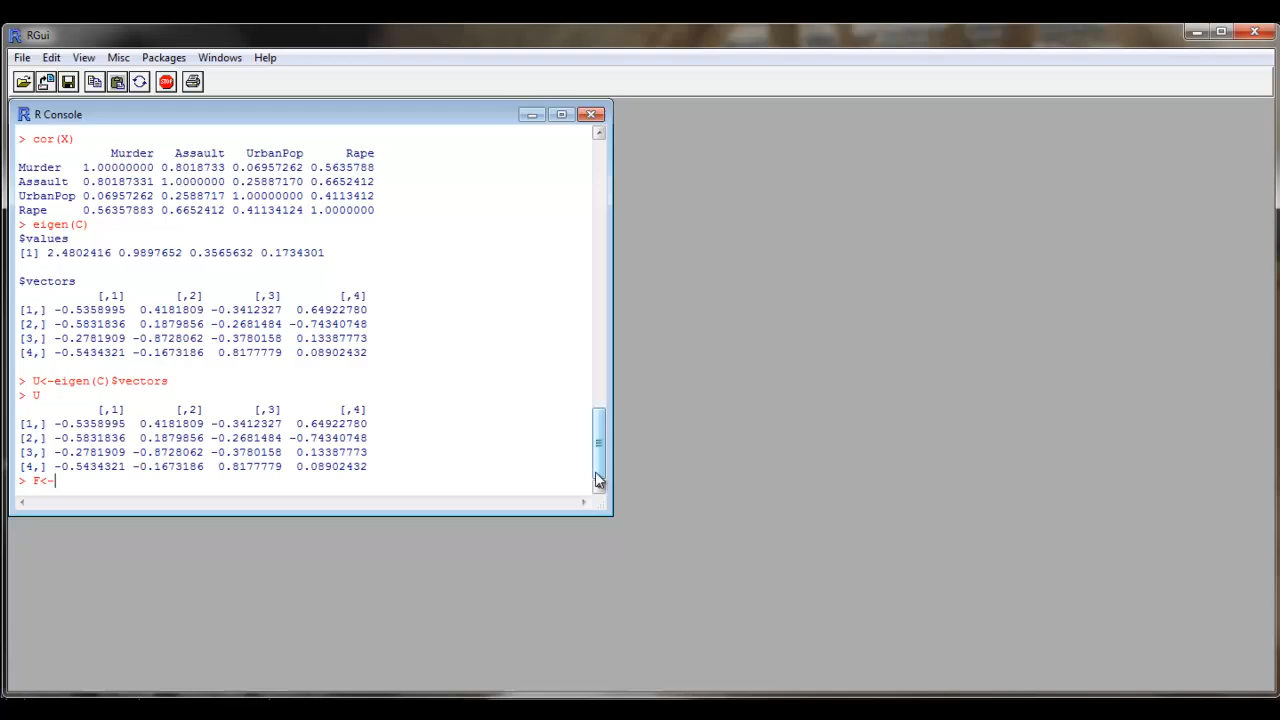 RGui
File Edit View Misc Packages Windows Help
STOP
R Console
> cor(X)
Murder Assault UrbanPop Rape
Murder 1.00000000 0.8018733 0.06957262 0.5635788
Assault 0.80187331 1.0000000 0.25887170 0.6652412
UrbanPop 0.06957262 0.2588717 1.00000000 0.4113412
Rape 0.56357883 0.6652412 0.41134124 1.0000000
> eigen(C)
$values
[1] 2.4802416 0.9897652 0.3565632 0.1734301
$vectors
[,1] [,2] [,3] [,4]
[1,] -0.5358995 0.4181809 -0.3412327 0.64922780
[2,] -0.5831836 0.1879856 -0.2681484 -0.74340748
[3,] -0.2781909 -0.8728062 -0.3780158 0.13387773
[4,] -0.5434321 -0.1673186 0.8177779 0.08902432
> U<-eigen(C)$vectors
> U
[,1] [,2] [,3] [,4]
[1,] -0.5358995 0.4181809 -0.3412327 0.64922780
[2,] -0.5831836 0.1879856 -0.2681484 -0.74340748
[3,] -0.2781909 -0.8728062 -0.3780158 0.13387773
[4,] -0.5434321 -0.1673186 0.8177779 0.08902432
> F<-